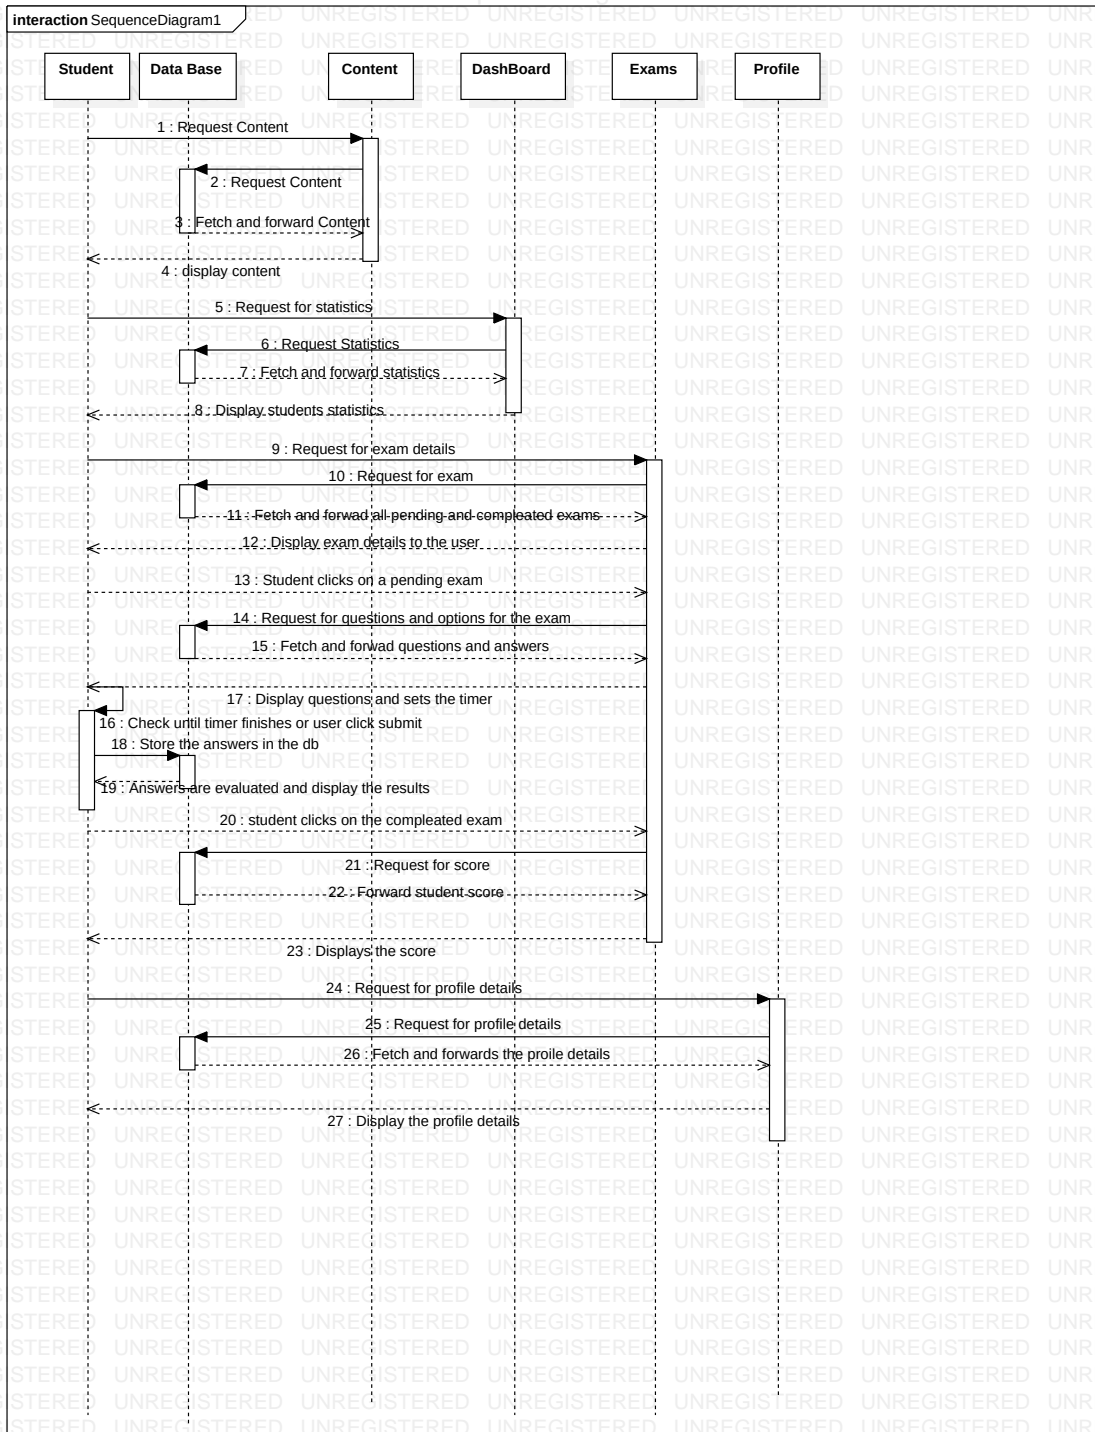 interaction SequenceDiagram1
Student
Data Base
Content
DashBoard
Exams
Profile
1 : Request Content
2 : Request Content
3 : Fetch and forward Content
4 : display content
5 : Request for statistics
6 : Request Statistics
7 : Fetch and forward statistics
8 : Display students statistics
9 : Request for exam details
10 : Request for exam
11 : Fetch and forwad all pending and compleated exams
12 : Display exam details to the user
13 : Student clicks on a pending exam
14 : Request for questions and options for the exam
15 : Fetch and forwad questions and answers
17 : Display questions and sets the timer
16 : Check until timer finishes or user click submit
18 : Store the answers in the db
19 : Answers are evaluated and display the results
20 : student clicks on the compleated exam
21 : Request for score
22 : Forward student score
23 : Displays the score
24 : Request for profile details
25 : Request for profile details
26 : Fetch and forwards the proile details
27 : Display the profile details
UNREGISTERED